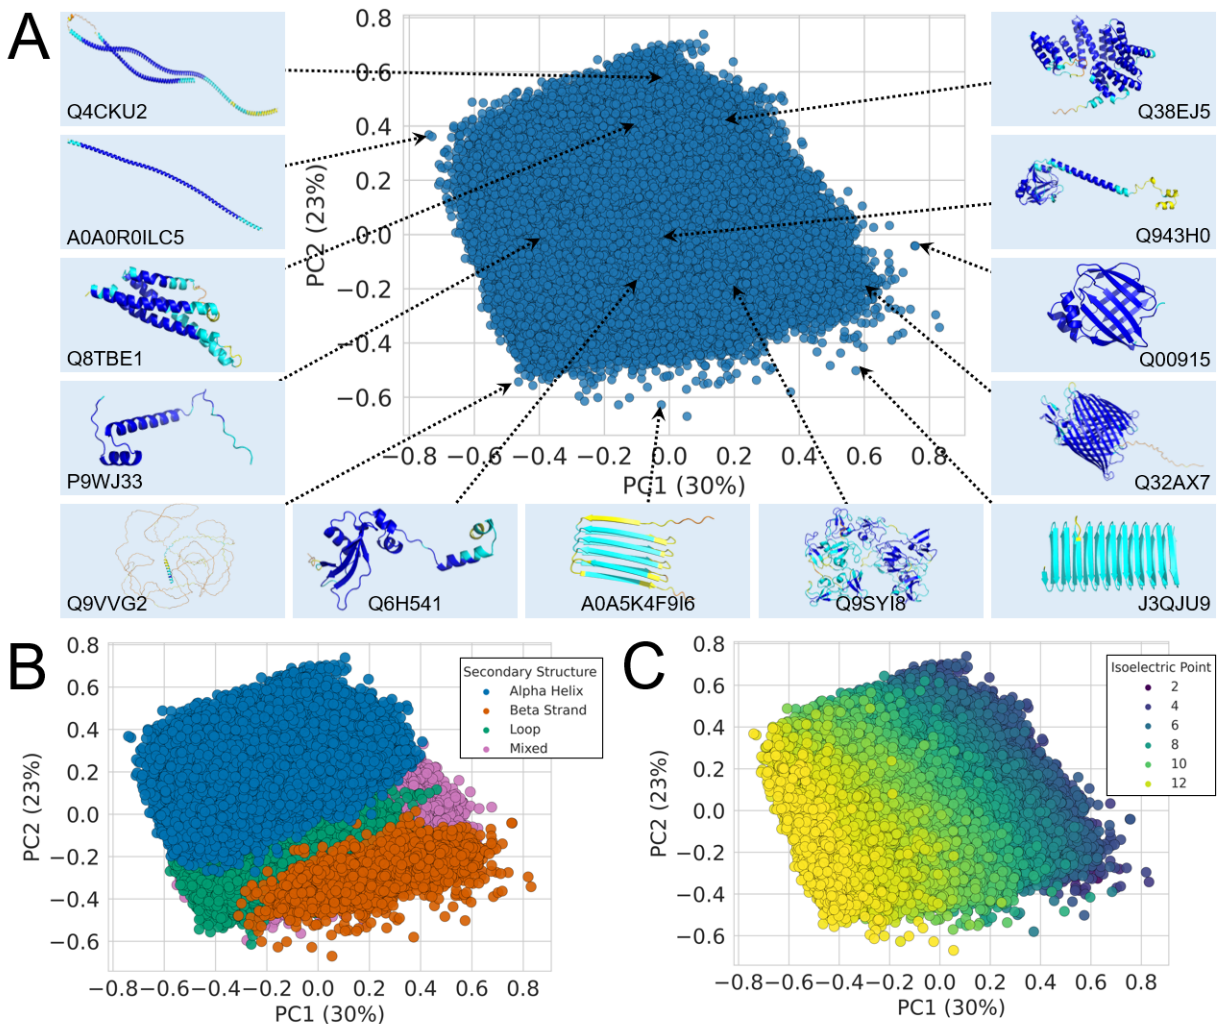 A
Q4CKU2
A0A0R0ILC5
Q8TBE1
P9WJ33
Q9VVG2
Q6H541
A0A5K4F9I6
Q9SYI8
J3QJU9
Q32AX7
Q00915
Q943H0
Q38EJ5
0.8
0.6
0.4
0.2
0.0
−0.2
−0.4
−0.6
PC2 (23%)
−0.8 −0.6 −0.4 −0.2 0.0 0.2 0.4 0.6 0.8
PC1 (30%)
B
0.8
0.6
0.4
0.2
0.0
−0.2
−0.4
−0.6
PC2 (23%)
−0.8 −0.6 −0.4 −0.2 0.0 0.2 0.4 0.6 0.8
PC1 (30%)
Secondary Structure
Alpha Helix
Beta Strand
Loop
Mixed
C
0.8
0.6
0.4
0.2
0.0
−0.2
−0.4
−0.6
PC2 (23%)
−0.8 −0.6 −0.4 −0.2 0.0 0.2 0.4 0.6 0.8
PC1 (30%)
Isoelectric Point
2
4
6
8
10
12